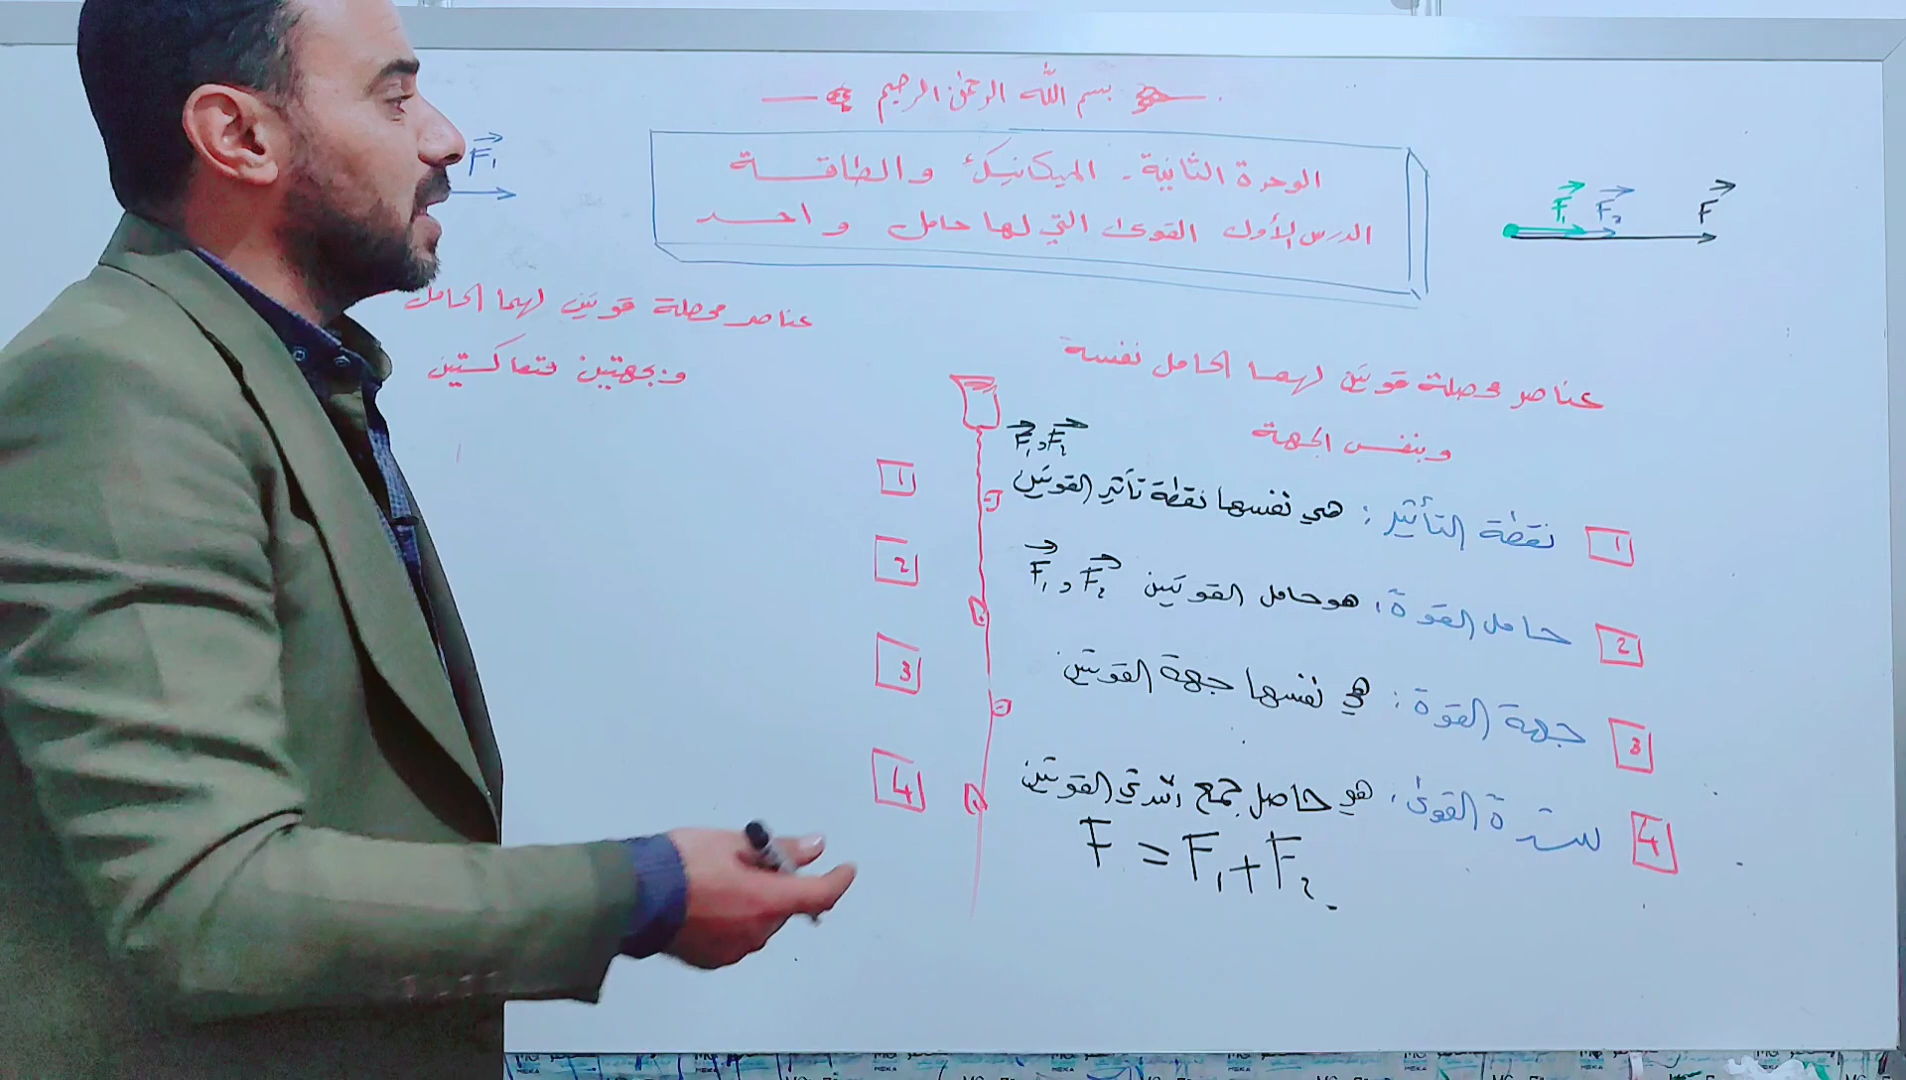 بسم الله الرحمن الرحيم
الوحدة الثانية - الميكانيك والطاقة
الدرس الأول القوى التي لها حامل واحد
F₁ F₂ F
F₁
عناصر محصلة قوتين لهما الحامل نفسة
وبنفس الجهة
1 نقطة التأثير : هي نفسها نقطة تأثير القوتين F₁ , F₂
2 حامل القوة : هو حامل القوتين F₁ , F₂
3 جهة القوة : هي نفسها جهة القوتين
4 شدة القوى : هو حاصل جمع شدتي القوتين
F = F₁ + F₂
عناصر محصلة قوتين لهما الحامل
وبجهتين متعاكستين
1
2
3
4